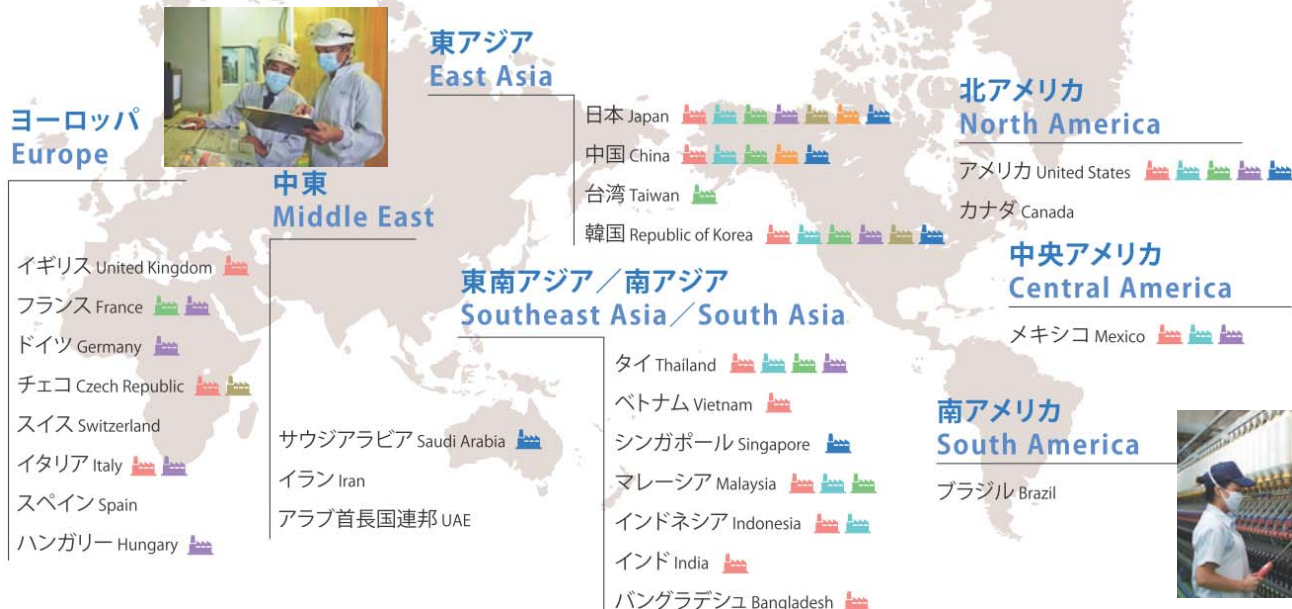 ヨーロッパ
Europe
イギリス United Kingdom
フランス France
ドイツ Germany
チェコ Czech Republic
スイス Switzerland
イタリア Italy
スペイン Spain
ハンガリー Hungary
中東
Middle East
サウジアラビア Saudi Arabia
イラン Iran
アラブ首長国連邦 UAE
東アジア
East Asia
日本 Japan
中国 China
台湾 Taiwan
韓国 Republic of Korea
東南アジア／南アジア
Southeast Asia／South Asia
タイ Thailand
ベトナム Vietnam
シンガポール Singapore
マレーシア Malaysia
インドネシア Indonesia
インド India
バングラデシュ Bangladesh
北アメリカ
North America
アメリカ United States
カナダ Canada
中央アメリカ
Central America
メキシコ Mexico
南アメリカ
South America
ブラジル Brazil